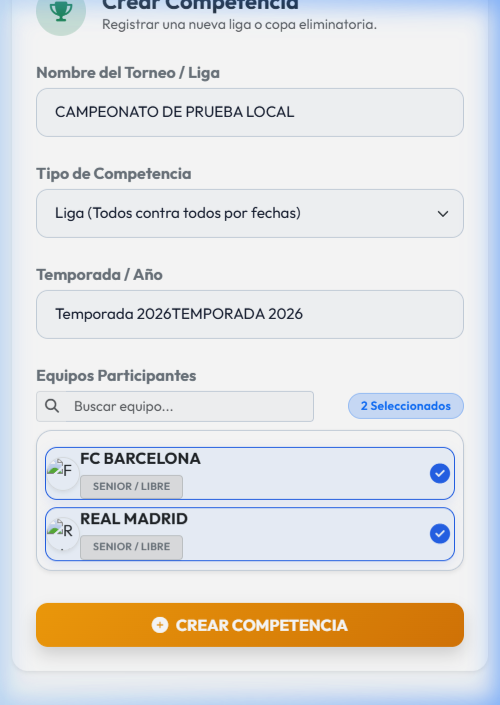 Crear Competencia
Registrar una nueva liga o copa eliminatoria.
Nombre del Torneo / Liga
CAMPEONATO DE PRUEBA LOCAL
Tipo de Competencia
Liga (Todos contra todos por fechas)
Temporada / Año
Temporada 2026TEMPORADA 2026
Equipos Participantes
Buscar equipo...
2 Seleccionados
F
FC BARCELONA
SENIOR / LIBRE
R
REAL MADRID
SENIOR / LIBRE
CREAR COMPETENCIA